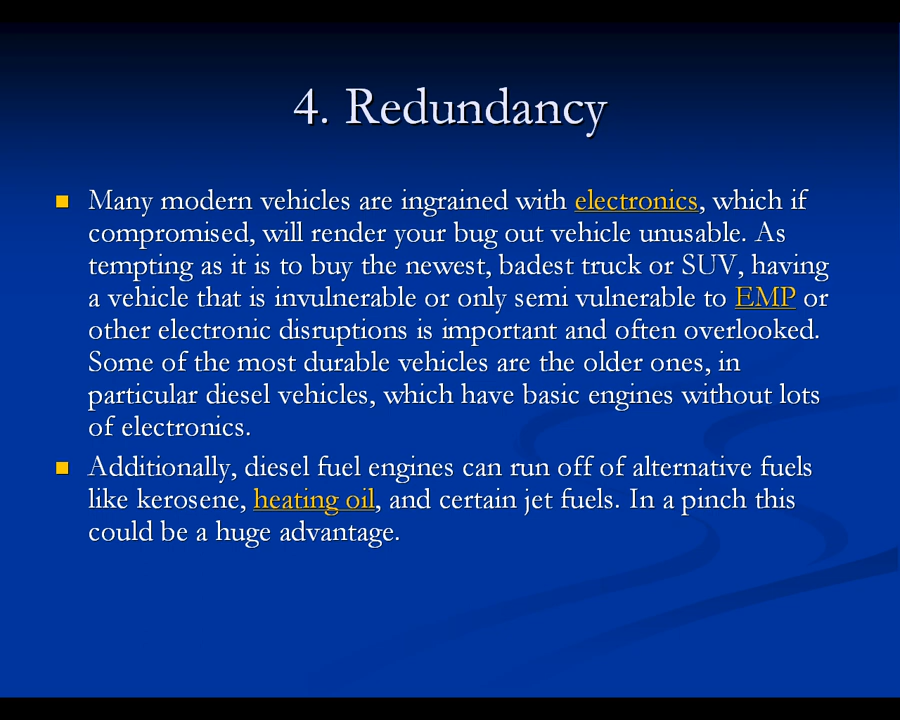 4. Redundancy
Many modern vehicles are ingrained with electronics, which if
compromised, will render your bug out vehicle unusable. As
tempting as it is to buy the newest, badest truck or SUV, having
a vehicle that is invulnerable or only semi vulnerable to EMP or
other electronic disruptions is important and often overlooked.
Some of the most durable vehicles are the older ones, in
particular diesel vehicles, which have basic engines without lots
of electronics.
Additionally, diesel fuel engines can run off of alternative fuels
like kerosene, heating oil, and certain jet fuels. In a pinch this
could be a huge advantage.